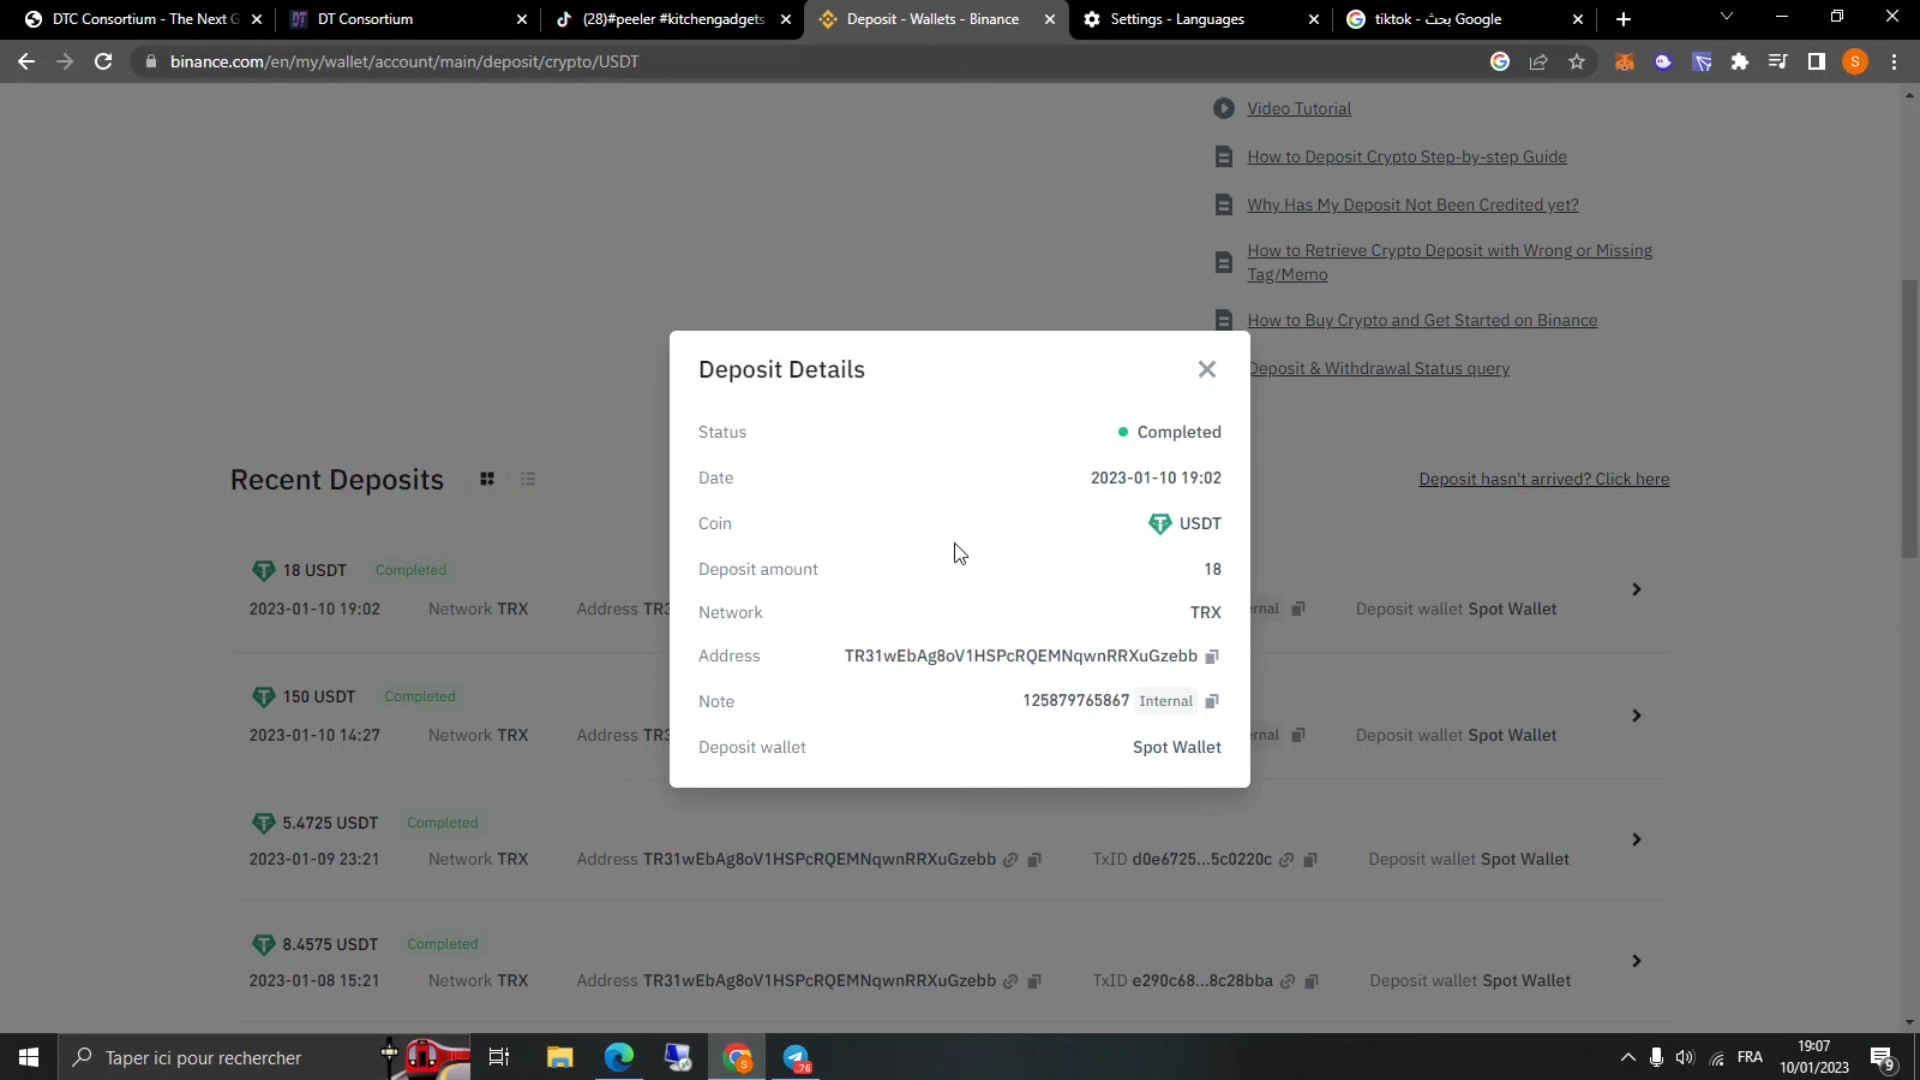 DTC Consortium - The Next G
DT Consortium
(28)#peeler #kitchengadgets
Deposit - Wallets - Binance
Settings - Languages
tiktok - بحث Google
binance.com/en/my/wallet/account/main/deposit/crypto/USDT
S
Video Tutorial
How to Deposit Crypto Step-by-step Guide
Why Has My Deposit Not Been Credited yet?
How to Retrieve Crypto Deposit with Wrong or Missing
Tag/Memo
How to Buy Crypto and Get Started on Binance
Deposit & Withdrawal Status query
Deposit Details
Status
Completed
Date
2023-01-10 19:02
Coin
USDT
Deposit amount
18
Network
TRX
Address
TR31wEbAg8oV1HSPcRQEMNqwnRRXuGzebb
Note
125879765867 Internal
Deposit wallet
Spot Wallet
Recent Deposits
Deposit hasn't arrived? Click here
18 USDT Completed
2023-01-10 19:02 Network TRX Address TR3 ernal Deposit wallet Spot Wallet
150 USDT Completed
2023-01-10 14:27 Network TRX Address TR3 ernal Deposit wallet Spot Wallet
5.4725 USDT Completed
2023-01-09 23:21 Network TRX Address TR31wEbAg8oV1HSPcRQEMNqwnRRXuGzebb TxID d0e6725...5c0220c Deposit wallet Spot Wallet
8.4575 USDT Completed
2023-01-08 15:21 Network TRX Address TR31wEbAg8oV1HSPcRQEMNqwnRRXuGzebb TxID e290c68...8c28bba Deposit wallet Spot Wallet
Taper ici pour rechercher
S
76
FRA
19:07
10/01/2023
9